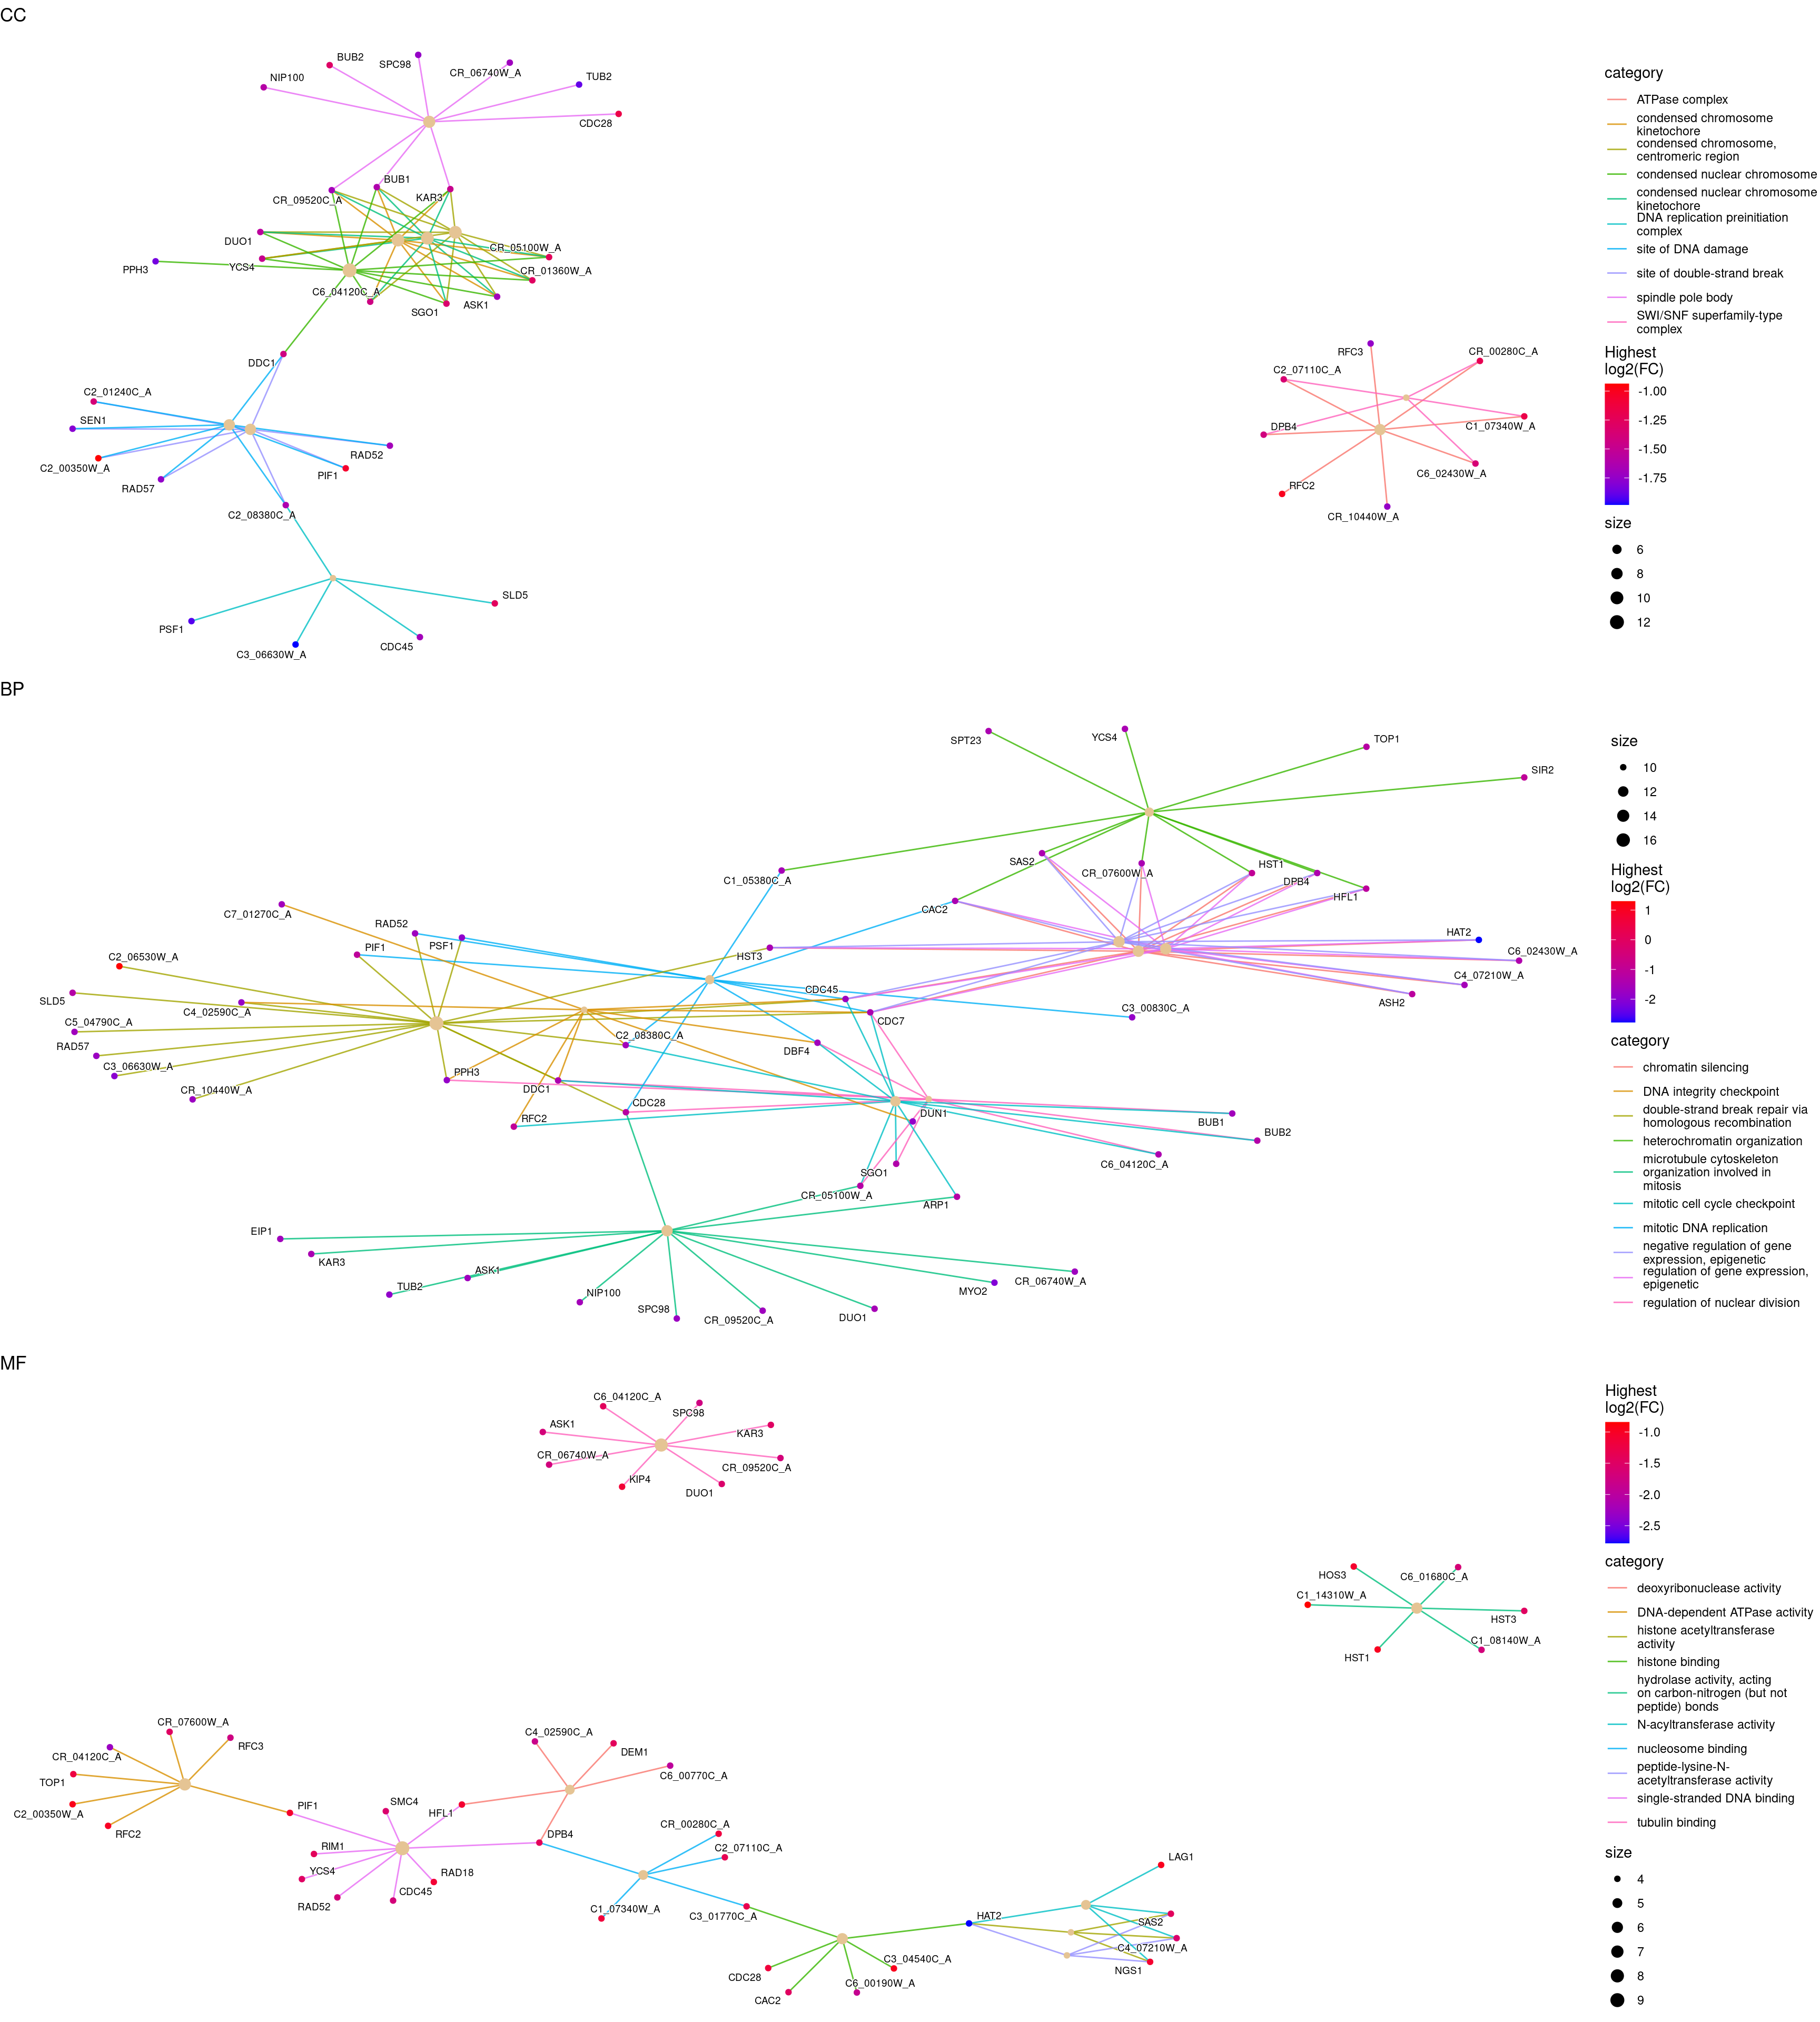 CC
BUB2
SPC98
CR_06740W_A
NIP100
TUB2
CDC28
BUB1
CR_09520C_A
KAR3
DUO1
CR_05100W_A
PPH3
YCS4
CR_01360W_A
C6_04120C_A
SGO1
ASK1
DDC1
C2_01240C_A
SEN1
C2_00350W_A
RAD52
PIF1
RAD57
C2_08380C_A
SLD5
PSF1
CDC45
C3_06630W_A
RFC3
CR_00280C_A
C2_07110C_A
DPB4
C1_07340W_A
C6_02430W_A
RFC2
CR_10440W_A
category
ATPase complex
condensed chromosome
kinetochore
condensed chromosome,
centromeric region
condensed nuclear chromosome
condensed nuclear chromosome
kinetochore
DNA replication preinitiation
complex
site of DNA damage
site of double-strand break
spindle pole body
SWI/SNF superfamily-type
complex
Highest
log2(FC)
-1.00
-1.25
-1.50
-1.75
size
6
8
10
12
BP
SPT23
YCS4
TOP1
SIR2
SAS2
CR_07600W_A
HST1
DPB4
HFL1
C1_05380C_A
CAC2
C7_01270C_A
RAD52
PSF1
PIF1
HST3
HAT2
C6_02430W_A
C2_06530W_A
C4_07210W_A
ASH2
SLD5
C4_02590C_A
CDC45
CDC7
C3_00830C_A
C5_04790C_A
RAD57
C2_08380C_A
DBF4
C3_06630W_A
CR_10440W_A
PPH3
DDC1
CDC28
RFC2
DUN1
BUB1
BUB2
C6_04120C_A
SGO1
CR_05100W_A
ARP1
EIP1
KAR3
ASK1
TUB2
NIP100
SPC98
CR_09520C_A
DUO1
MYO2
CR_06740W_A
size
10
12
14
16
Highest
log2(FC)
1
0
-1
-2
category
chromatin silencing
DNA integrity checkpoint
double-strand break repair via
homologous recombination
heterochromatin organization
microtubule cytoskeleton
organization involved in
mitosis
mitotic cell cycle checkpoint
mitotic DNA replication
negative regulation of gene
expression, epigenetic
regulation of gene expression,
epigenetic
regulation of nuclear division
MF
C6_04120C_A
SPC98
ASK1
KAR3
CR_06740W_A
CR_09520C_A
KIP4
DUO1
HOS3
C6_01680C_A
C1_14310W_A
HST3
C1_08140W_A
HST1
CR_07600W_A
RFC3
CR_04120C_A
TOP1
C2_00350W_A
RFC2
PIF1
C4_02590C_A
DEM1
C6_00770C_A
SMC4
HFL1
RIM1
DPB4
YCS4
RAD18
CDC45
RAD52
CR_00280C_A
C2_07110C_A
C1_07340W_A
C3_01770C_A
LAG1
HAT2
SAS2
C4_07210W_A
NGS1
C3_04540C_A
CDC28
C6_00190W_A
CAC2
Highest
log2(FC)
-1.0
-1.5
-2.0
-2.5
category
deoxyribonuclease activity
DNA-dependent ATPase activity
histone acetyltransferase
activity
histone binding
hydrolase activity, acting
on carbon-nitrogen (but not
peptide) bonds
N-acyltransferase activity
nucleosome binding
peptide-lysine-N-
acetyltransferase activity
single-stranded DNA binding
tubulin binding
size
4
5
6
7
8
9